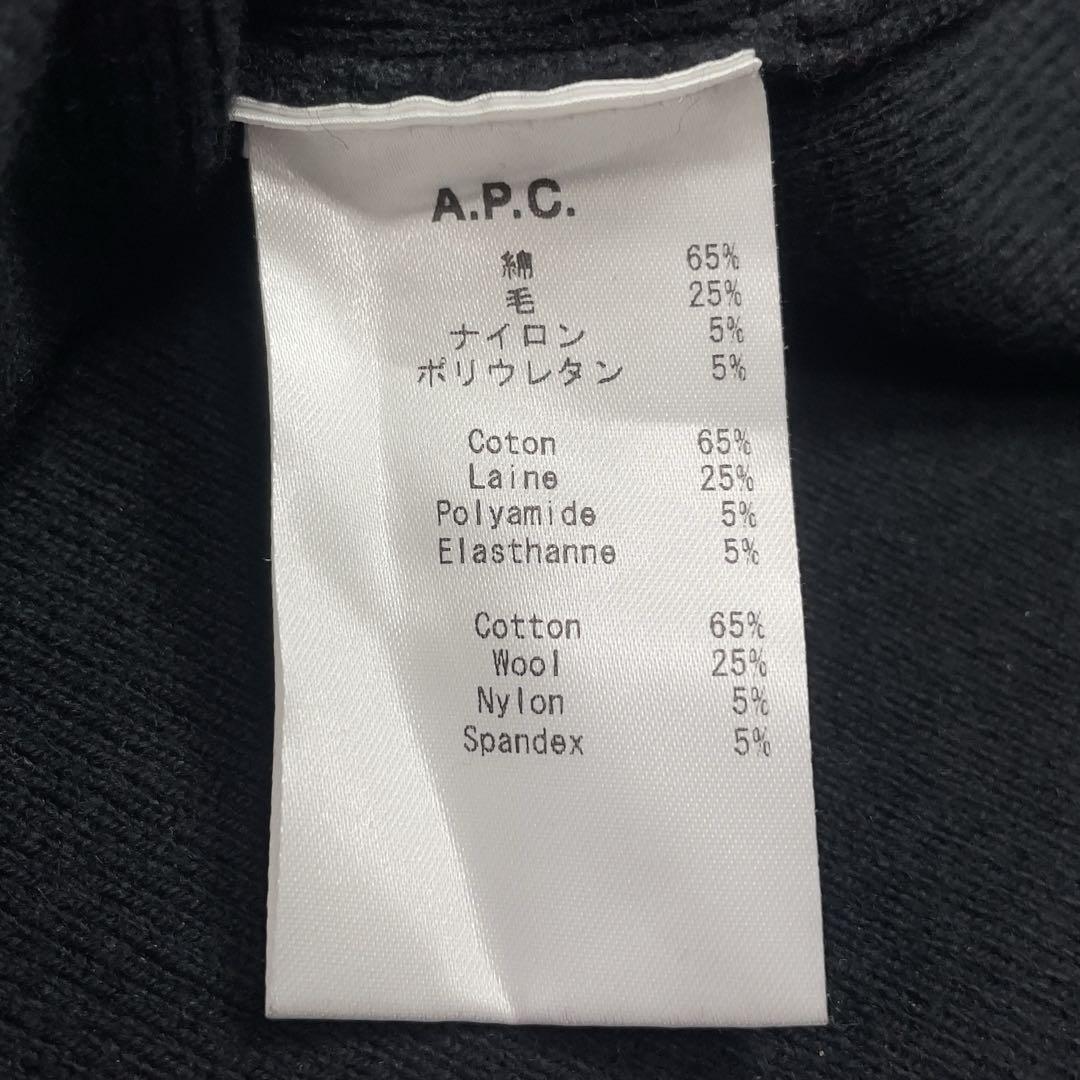 A.P.C.
綿 65%
毛 25%
ナイロン 5%
ポリウレタン 5%
Coton 65%
Laine 25%
Polyamide 5%
Elasthanne 5%
Cotton 65%
Wool 25%
Nylon 5%
Spandex 5%